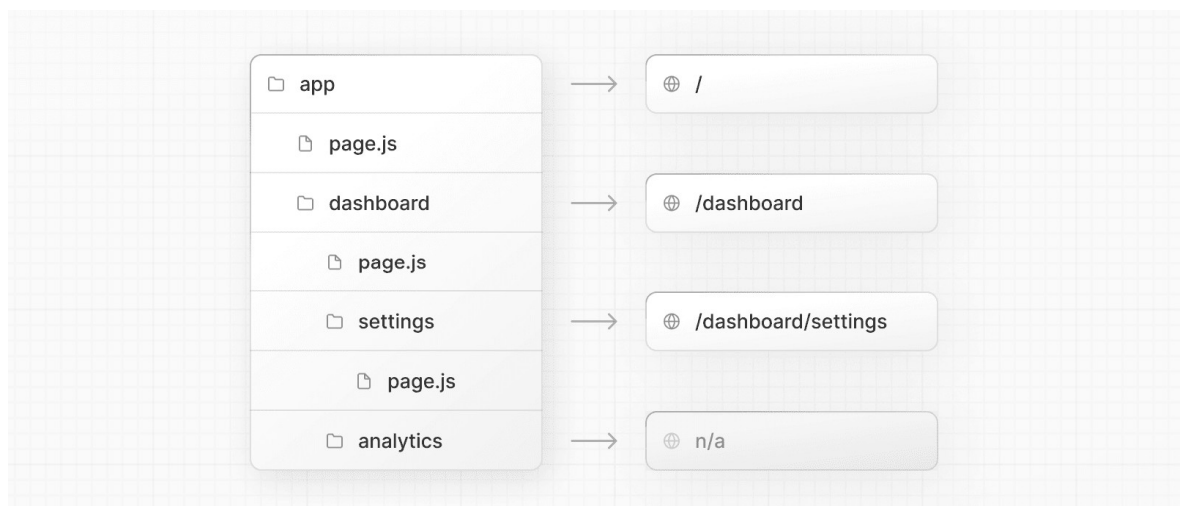 app
/
page.js
dashboard
/dashboard
page.js
settings
/dashboard/settings
page.js
analytics
n/a